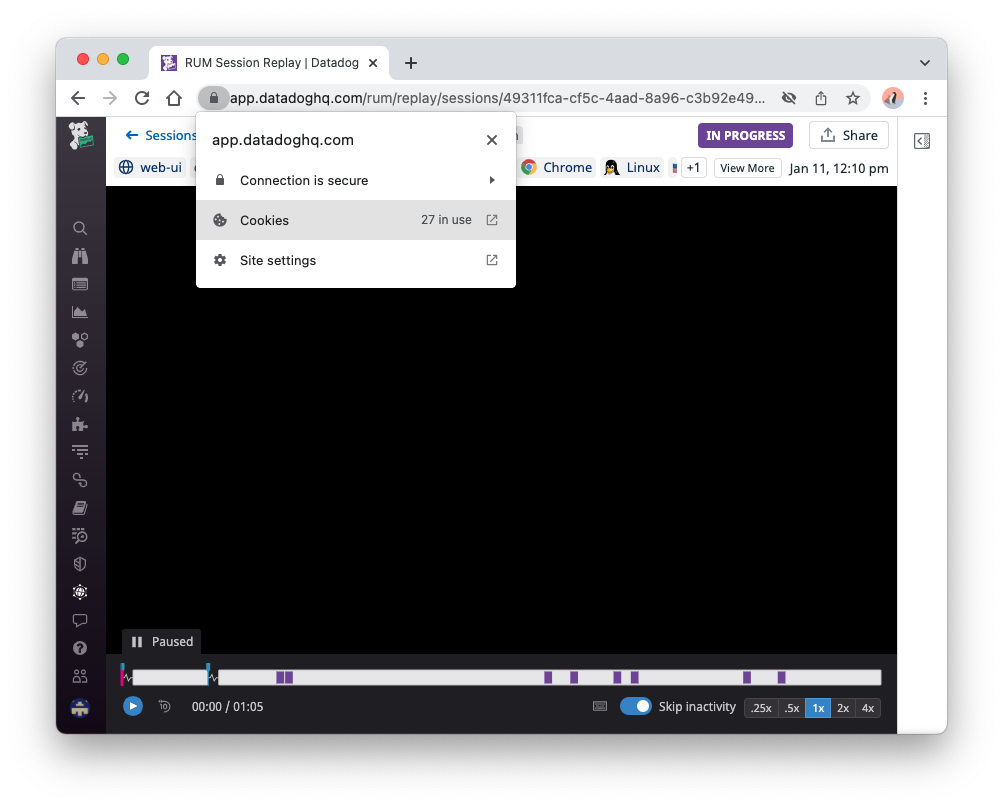 RUM Session Replay | Datadog
app.datadoghq.com/rum/replay/sessions/49311fca-cf5c-4aad-8a96-c3b92e49...
app.datadoghq.com
Connection is secure
Cookies 27 in use
Site settings
Sessions
IN PROGRESS
Share
web-ui
Chrome
Linux
+1
View More
Jan 11, 12:10 pm
Paused
10
00:00 / 01:05
Skip inactivity
.25x .5x 1x 2x 4x